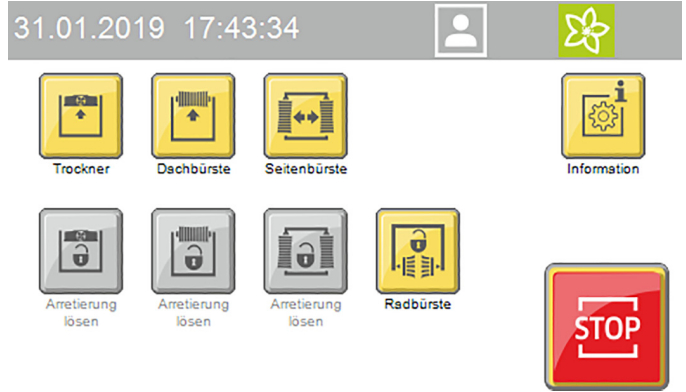 31.01.2019 17:43:34
Trockner
Dachbürste
Seitenbürste
i
Information
Arretierung
lösen
Arretierung
lösen
Arretierung
lösen
Radbürste
STOP